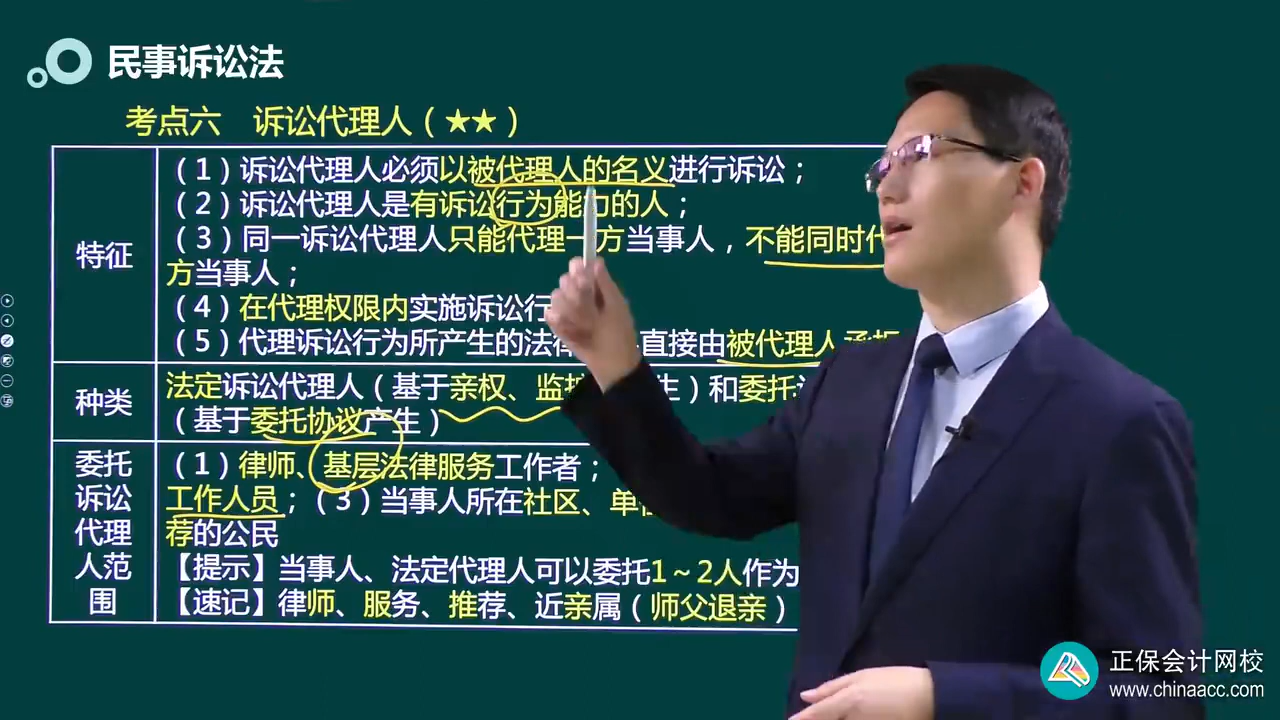 民事诉讼法
考点六 诉讼代理人（★★）
特征
（1）诉讼代理人必须以被代理人的名义进行诉讼；
（2）诉讼代理人是有诉讼行为能力的人；
（3）同一诉讼代理人只能代理一方当事人，不能同时代
方当事人；
（4）在代理权限内实施诉讼行
（5）代理诉讼行为所产生的法律 直接由被代理人承担
种类
法定诉讼代理人（基于亲权、监护 生）和委托
（基于委托协议产生）
委托
诉讼
代理
人范
围
（1）律师、基层法律服务工作者；
工作人员；（3）当事人所在社区、单
荐的公民
【提示】当事人、法定代理人可以委托1～2人作为
【速记】律师、服务、推荐、近亲属（师父退亲）
正保会计网校
www.chinaacc.com